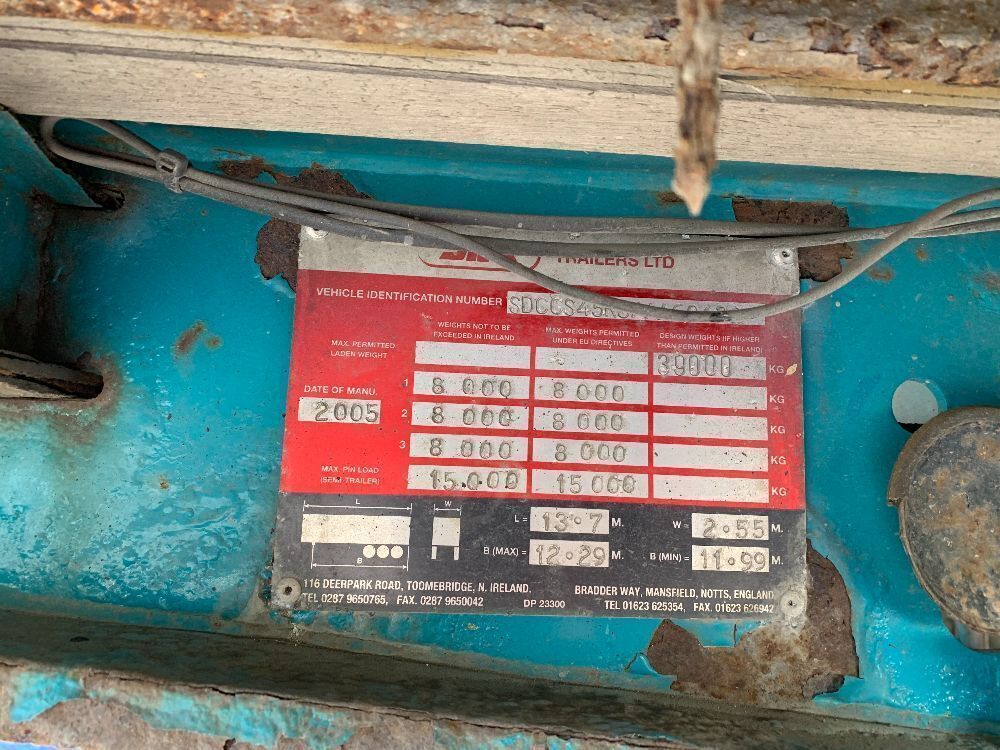 TRAILERS LTD
VEHICLE IDENTIFICATION NUMBER
WEIGHTS NOT TO BE EXCEEDED IN IRELAND
MAX. WEIGHTS PERMITTED UNDER EU DIRECTIVES
DESIGN WEIGHTS (IF HIGHER THAN PERMITTED IN IRELAND)
MAX. PERMITTED LADEN WEIGHT 39000 KG
DATE OF MANU. 2005
1 8 000 8 000 KG
2 8 000 8 000 KG
3 8 000 8 000 KG
MAX. PIN LOAD (SEMI TRAILER) 15.000 15 000 KG
L W L = 13.7 M. W = 2.55 M.
B B (MAX) = 12.29 M. B (MIN) = 11.99 M.
116 DEERPARK ROAD, TOOMEBRIDGE, N. IRELAND. BRADDER WAY, MANSFIELD, NOTTS, ENGLAND
TEL 0287 9650765, FAX. 0287 9650042 DP 23300 TEL 01623 625354, FAX. 01623 626942